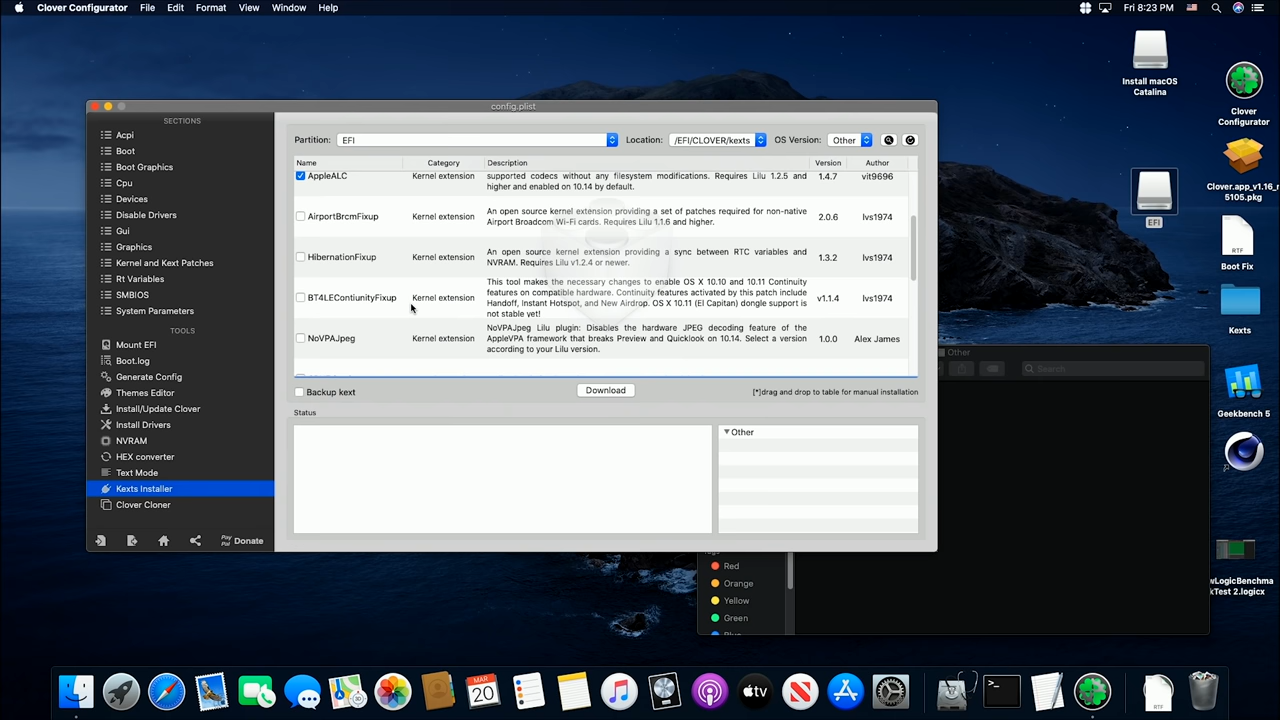 Clover Configurator File Edit Format View Window Help Fri 8:23 PM
Install macOS
Catalina
Clover
Configurator
EFI
Clover.app_v1.16_r
5105.pkg
RTF
Boot Fix
Kexts
Geekbench 5
wLogicBenchma
kTest 2.logicx
config.plist
SECTIONS
Acpi
Boot
Boot Graphics
Cpu
Devices
Disable Drivers
Gui
Graphics
Kernel and Kext Patches
Rt Variables
SMBIOS
System Parameters
TOOLS
Mount EFI
Boot.log
Generate Config
Themes Editor
Install/Update Clover
Install Drivers
NVRAM
HEX converter
Text Mode
Kexts Installer
Clover Cloner
Pay
Pal Donate
Partition: EFI Location: /EFI/CLOVER/kexts OS Version: Other
Name Category Description Version Author
AppleALC Kernel extension supported codecs without any filesystem modifications. Requires Lilu 1.2.5 and 1.4.7 vit9696
higher and enabled on 10.14 by default.
AirportBrcmFixup Kernel extension An open source kernel extension providing a set of patches required for non-native 2.0.6 lvs1974
Airport Broadcom Wi-Fi cards. Requires Lilu 1.1.6 and higher.
HibernationFixup Kernel extension An open source kernel extension providing a sync between RTC variables and 1.3.2 lvs1974
NVRAM. Requires Lilu v1.2.4 or newer.
This tool makes the necessary changes to enable OS X 10.10 and 10.11 Continuity
BT4LEContiunityFixup Kernel extension features on compatible hardware. Continuity features activated by this patch include v1.1.4 lvs1974
Handoff, Instant Hotspot, and New Airdrop. OS X 10.11 (El Capitan) dongle support is
not stable yet!
NoVPAJpeg Lilu plugin: Disables the hardware JPEG decoding feature of the
NoVPAJpeg Kernel extension AppleVPA framework that breaks Preview and Quicklook on 10.14. Select a version 1.0.0 Alex James
according to your Lilu version.
Backup kext Download [*]drag and drop to table for manual installation
Status
Other
Other
Search
Red
Orange
Yellow
Green
MAR
20
tv
RTF